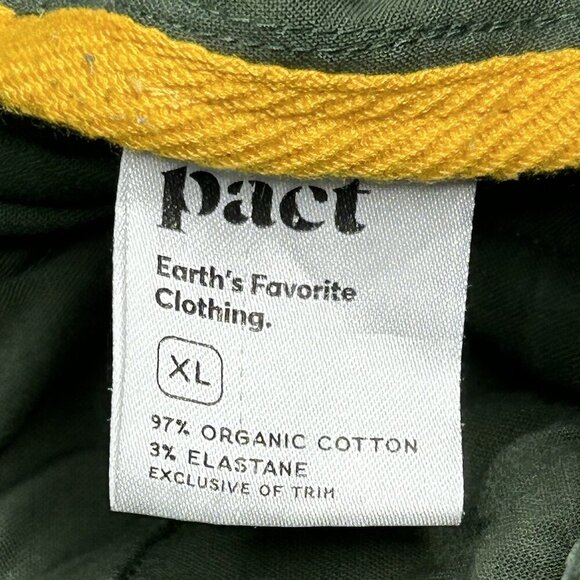 pact
Earth's Favorite
Clothing.
XL
97% ORGANIC COTTON
3% ELASTANE
EXCLUSIVE OF TRIM